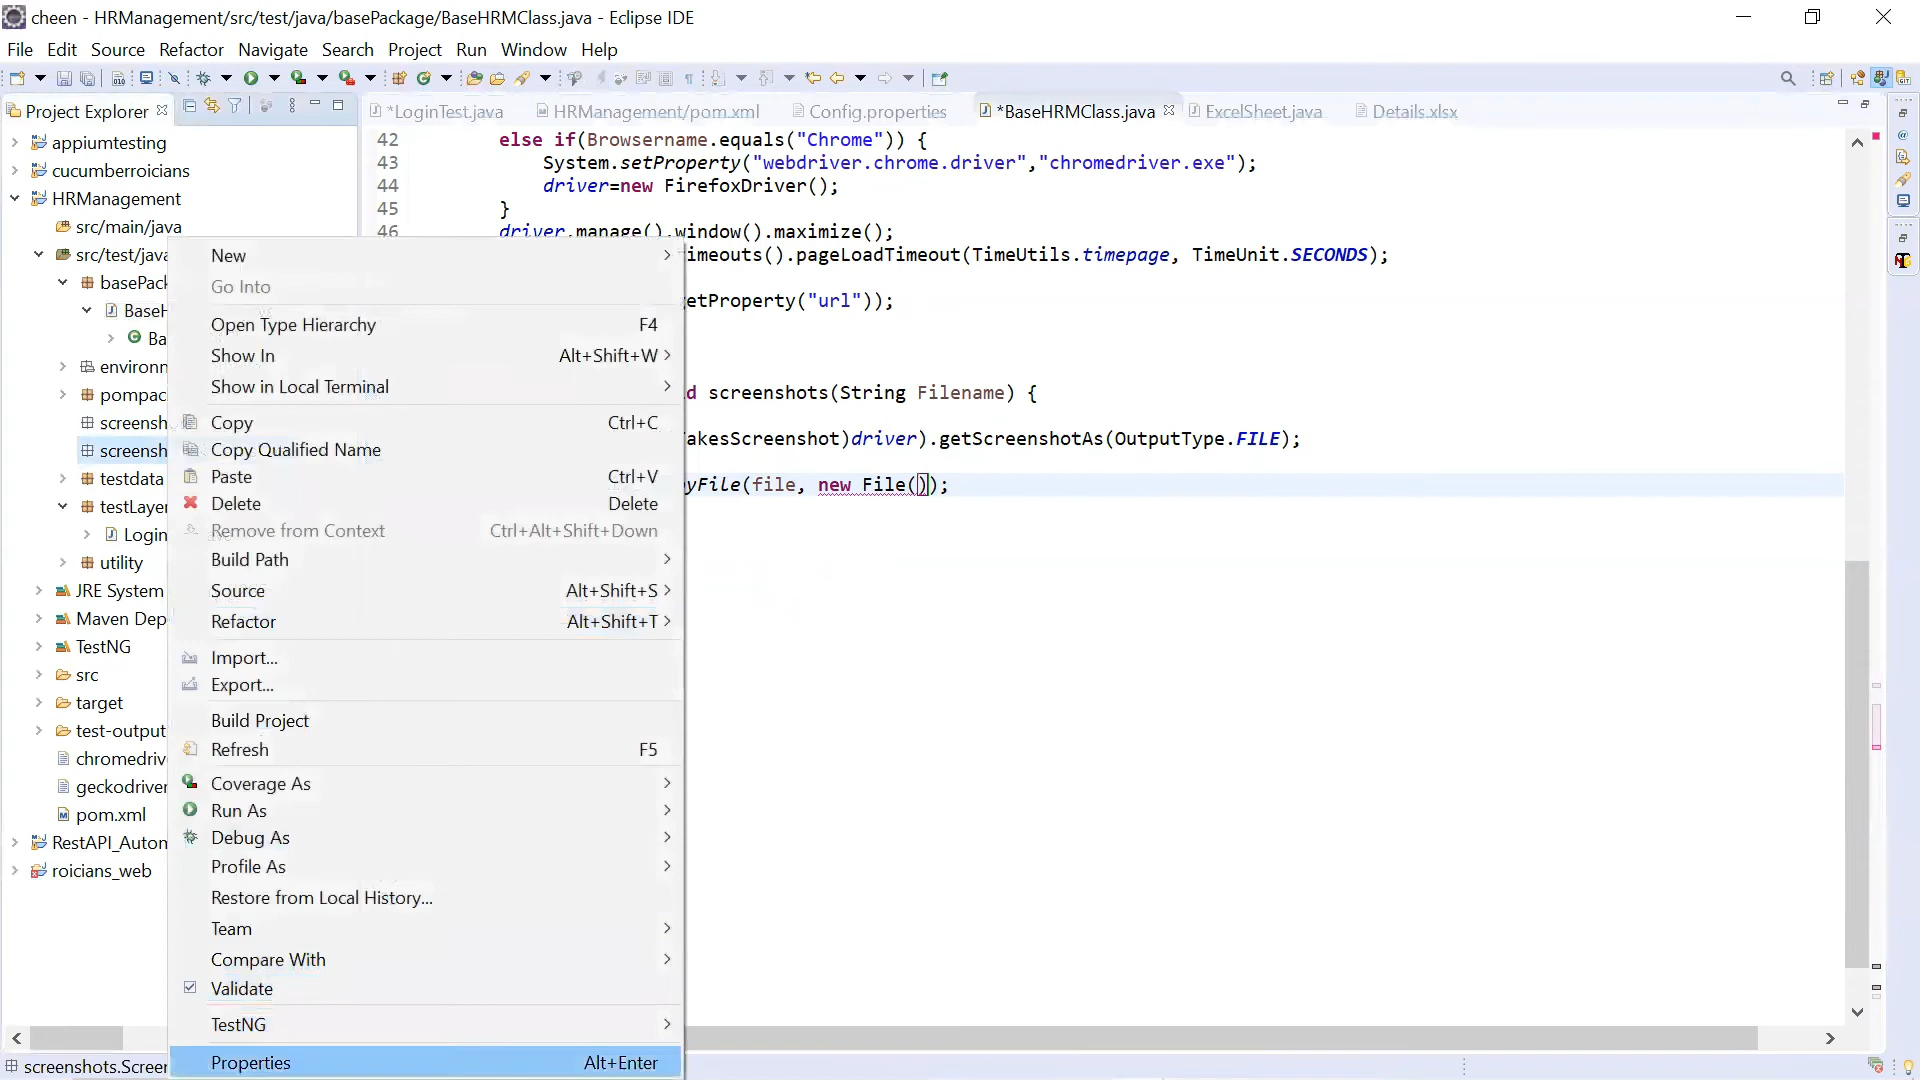 cheen - HRManagement/src/test/java/basePackage/BaseHRMClass.java - Eclipse IDE
File Edit Source Refactor Navigate Search Project Run Window Help
Project Explorer
*LoginTest.java HRManagement/pom.xml Config.properties *BaseHRMClass.java ExcelSheet.java Details.xlsx
appiumtesting
cucumberroicians
HRManagement
src/main/java
src/test/java
basePack
BaseH
Ba
environm
pompac
screensh
screensh
testdata
testLayer
Login
utility
JRE System
Maven Dep
TestNG
src
target
test-output
chromedriv
geckodriver
pom.xml
RestAPI_Autom
roicians_web
42 else if(Browsername.equals("Chrome")) {
43 System.setProperty("webdriver.chrome.driver","chromedriver.exe");
44 driver=new FirefoxDriver();
45 }
46 driver.manage().window().maximize();
imeouts().pageLoadTimeout(TimeUtils.timepage, TimeUnit.SECONDS);
etProperty("url"));
d screenshots(String Filename) {
akesScreenshot)driver).getScreenshotAs(OutputType.FILE);
yFile(file, new File());
New
Go Into
Open Type Hierarchy F4
Show In Alt+Shift+W
Show in Local Terminal
Copy Ctrl+C
Copy Qualified Name
Paste Ctrl+V
Delete Delete
Remove from Context Ctrl+Alt+Shift+Down
Build Path
Source Alt+Shift+S
Refactor Alt+Shift+T
Import...
Export...
Build Project
Refresh F5
Coverage As
Run As
Debug As
Profile As
Restore from Local History...
Team
Compare With
Validate
TestNG
Properties Alt+Enter
screenshots.Screen